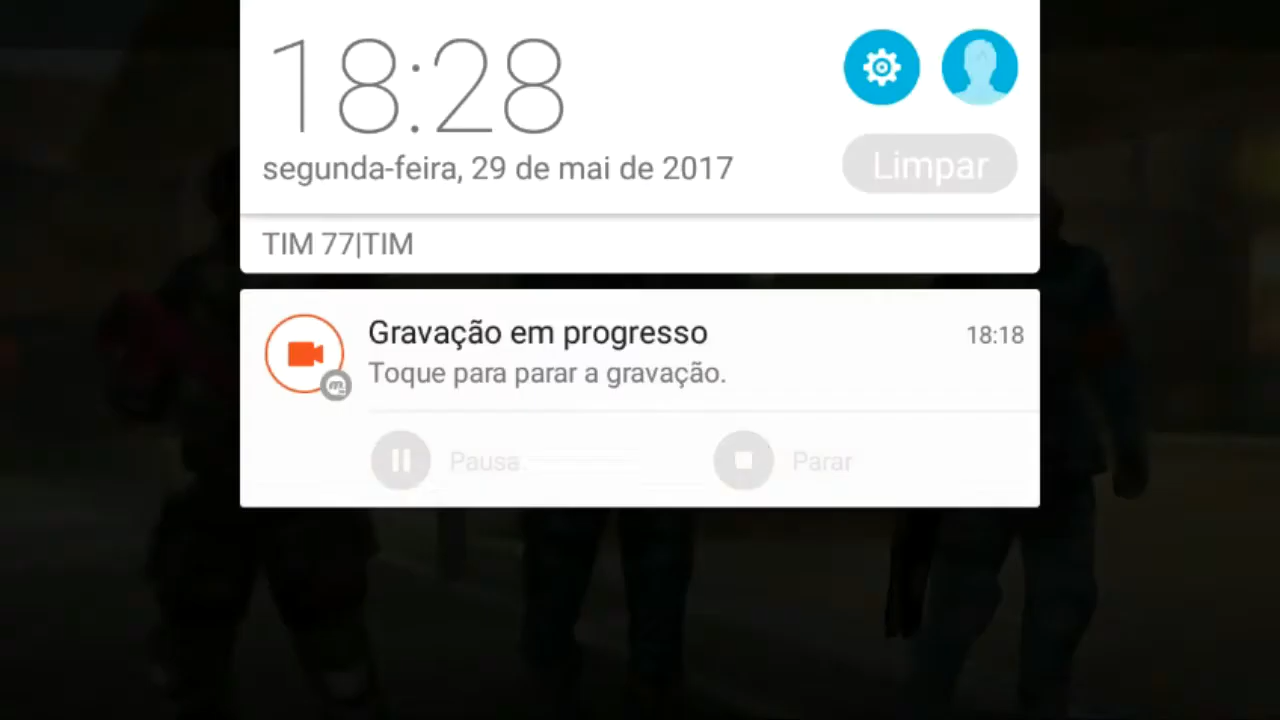 18:28
segunda-feira, 29 de mai de 2017
Limpar
TIM 77|TIM
Gravação em progresso
18:18
Toque para parar a gravação.
Pausa
Parar